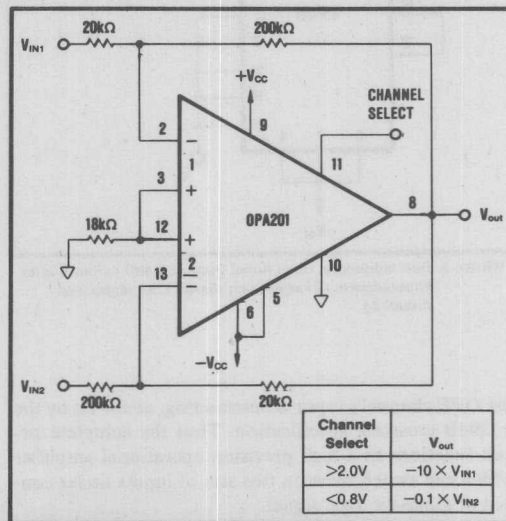 20kΩ
200kΩ
V_IN1
+V_CC
CHANNEL
SELECT
2
−
9
11
1
3
+
8
V_out
18kΩ
12
+
OPA201
2
13
−
10
6
5
−V_CC
V_IN2
200kΩ
20kΩ
Channel
Select V_out
>2.0V −10 × V_IN1
<0.8V −0.1 × V_IN2